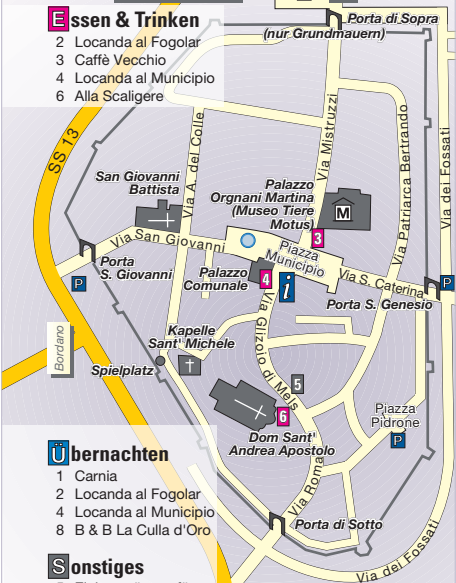 Essen & Trinken
2 Locanda al Fogolar
3 Caffè Vecchio
4 Locanda al Municipio
6 Alla Scaligere
Porta di Sopra
(nur Grundmauern)
SS 13
Via A. del Colle
Via Mistruzzi
Via Patriarca Bertrando
Via dei Fossati
San Giovanni
Battista
Palazzo
Orgnani Martina
(Museo Tiere
Motus)
M
3
Via San Giovanni
Piazza
Municipio
Porta
S. Giovanni
P
Palazzo
Comunale
4
i
Via S. Caterina
P
Porta S. Genesio
Via Glizoio di Mels
Bordano
Kapelle
Sant' Michele
Spielplatz
5
6
Piazza
Pidrone
P
Dom Sant'
Andrea Apostolo
Via Roma
Porta di Sotto
Via dei Fossati
Übernachten
1 Carnia
2 Locanda al Fogolar
4 Locanda al Municipio
8 B & B La Culla d'Oro
Sonstiges